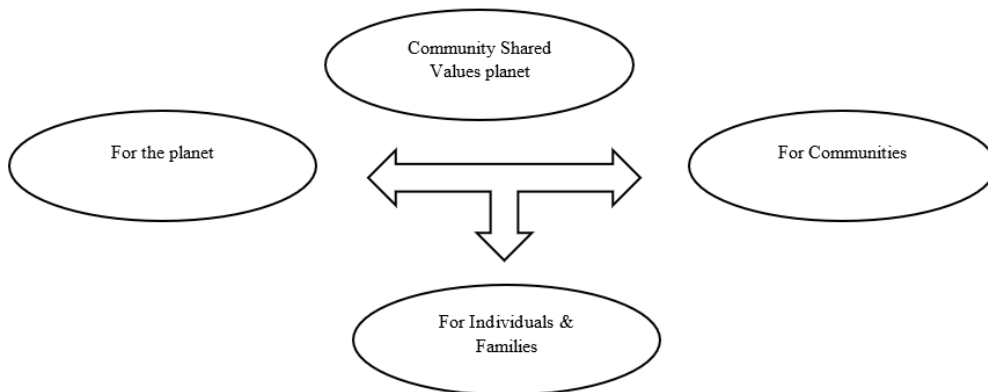 Community Shared
Values planet
For the planet
For Communities
For Individuals &
Families